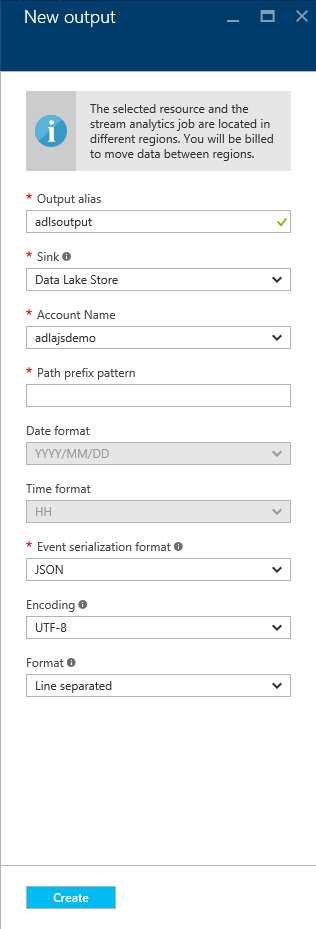 New output
The selected resource and the
stream analytics job are located in
different regions. You will be billed
to move data between regions.
* Output alias
adlsoutput
* Sink
Data Lake Store
* Account Name
adlajsdemo
* Path prefix pattern
Date format
YYYY/MM/DD
Time format
HH
* Event serialization format
JSON
Encoding
UTF-8
Format
Line separated
Create